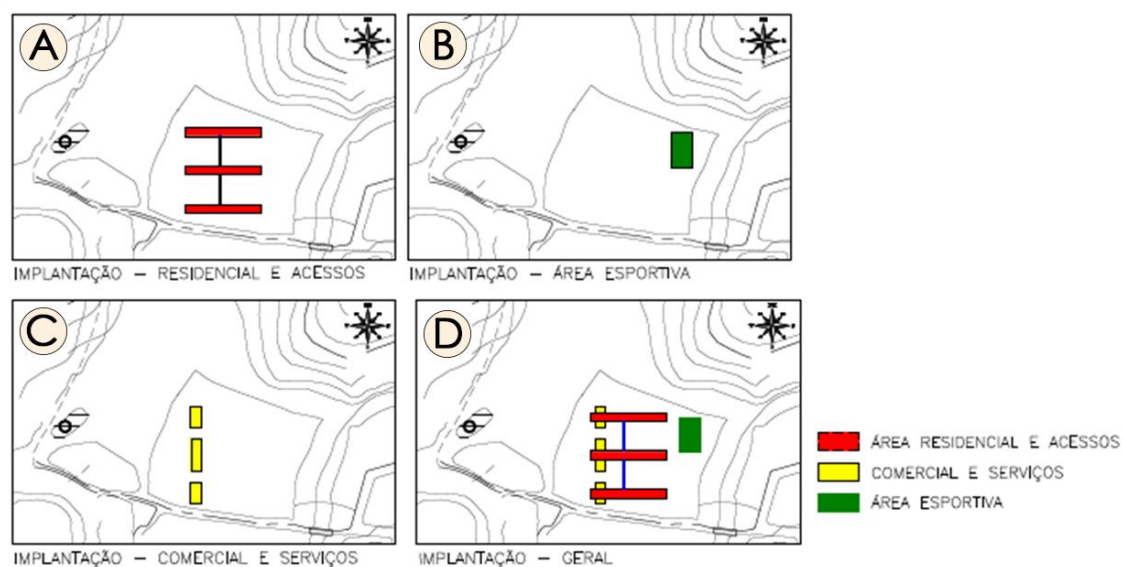 A
B
IMPLANTAÇÃO – RESIDENCIAL E ACESSOS
IMPLANTAÇÃO – ÁREA ESPORTIVA
C
D
ÁREA RESIDENCIAL E ACESSOS
COMERCIAL E SERVIÇOS
ÁREA ESPORTIVA
IMPLANTAÇÃO – COMERCIAL E SERVIÇOS
IMPLANTAÇÃO – GERAL